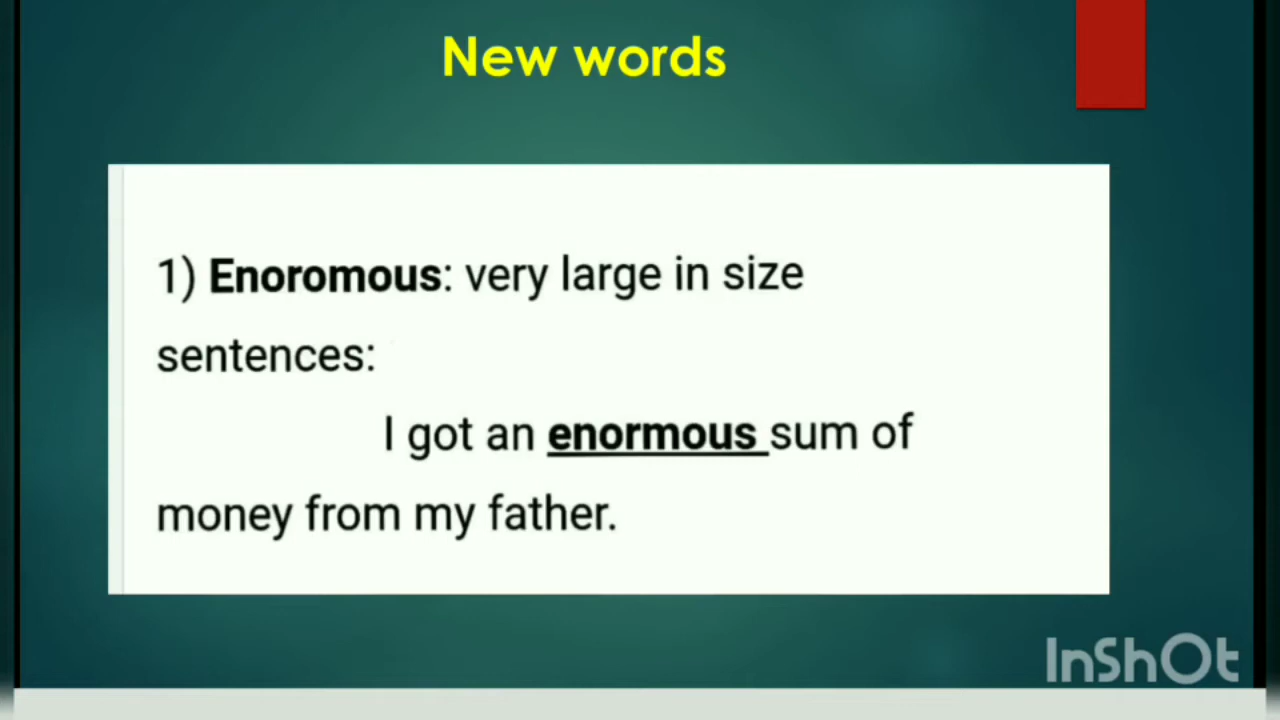 New words
1) Enoromous: very large in size
sentences:
I got an enormous sum of
money from my father.
InShOt